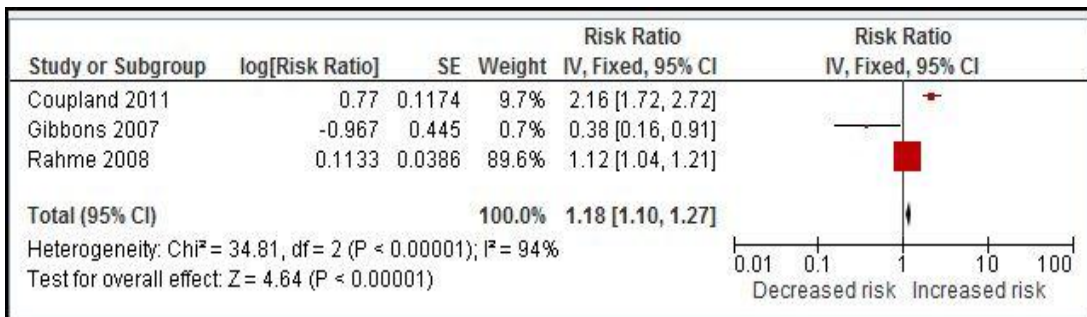 Risk Ratio Risk Ratio
Study or Subgroup log[Risk Ratio] SE Weight IV, Fixed, 95% CI IV, Fixed, 95% CI
Coupland 2011 0.77 0.1174 9.7% 2.16 [1.72, 2.72]
Gibbons 2007 -0.967 0.445 0.7% 0.38 [0.16, 0.91]
Rahme 2008 0.1133 0.0386 89.6% 1.12 [1.04, 1.21]
Total (95% CI) 100.0% 1.18 [1.10, 1.27]
Heterogeneity: Chi² = 34.81, df = 2 (P < 0.00001); I² = 94%
Test for overall effect: Z = 4.64 (P < 0.00001)
0.01 0.1 1 10 100
Decreased risk Increased risk